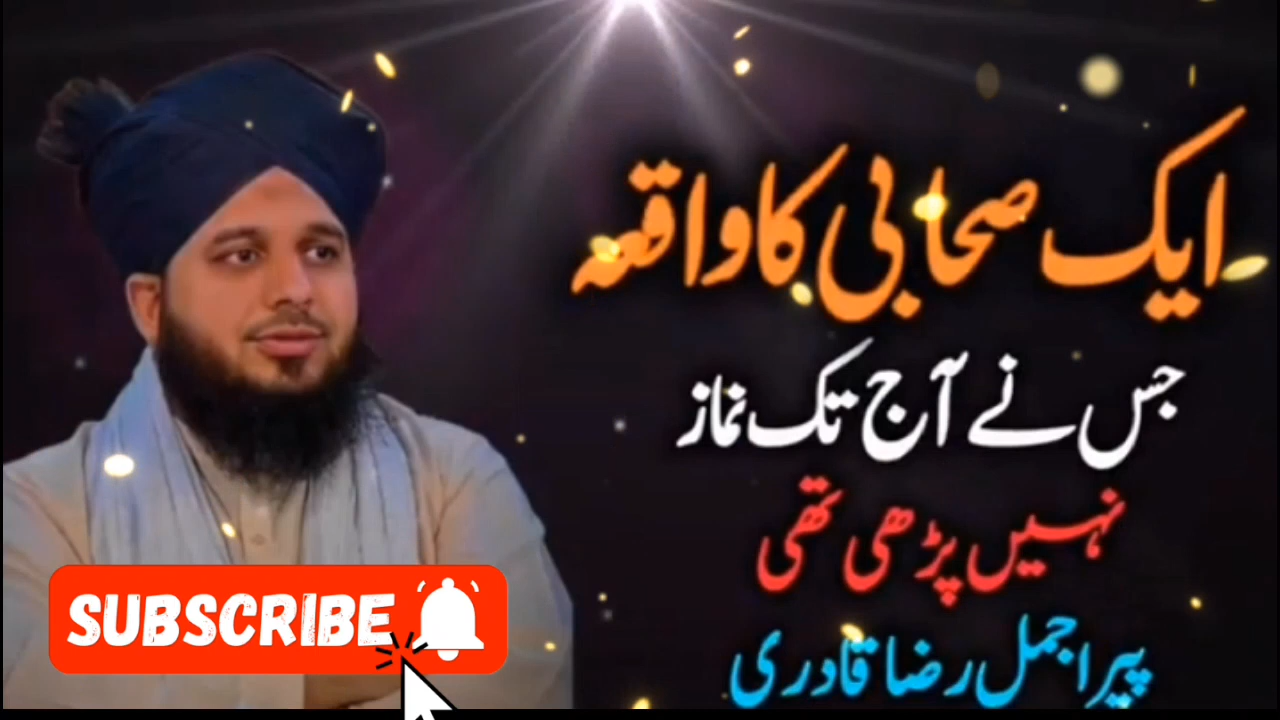 ایک صحابی کا واقعہ
جس نے آج تک نماز
نہیں پڑھی تھی
پیر اجمل رضا قادری
SUBSCRIBE